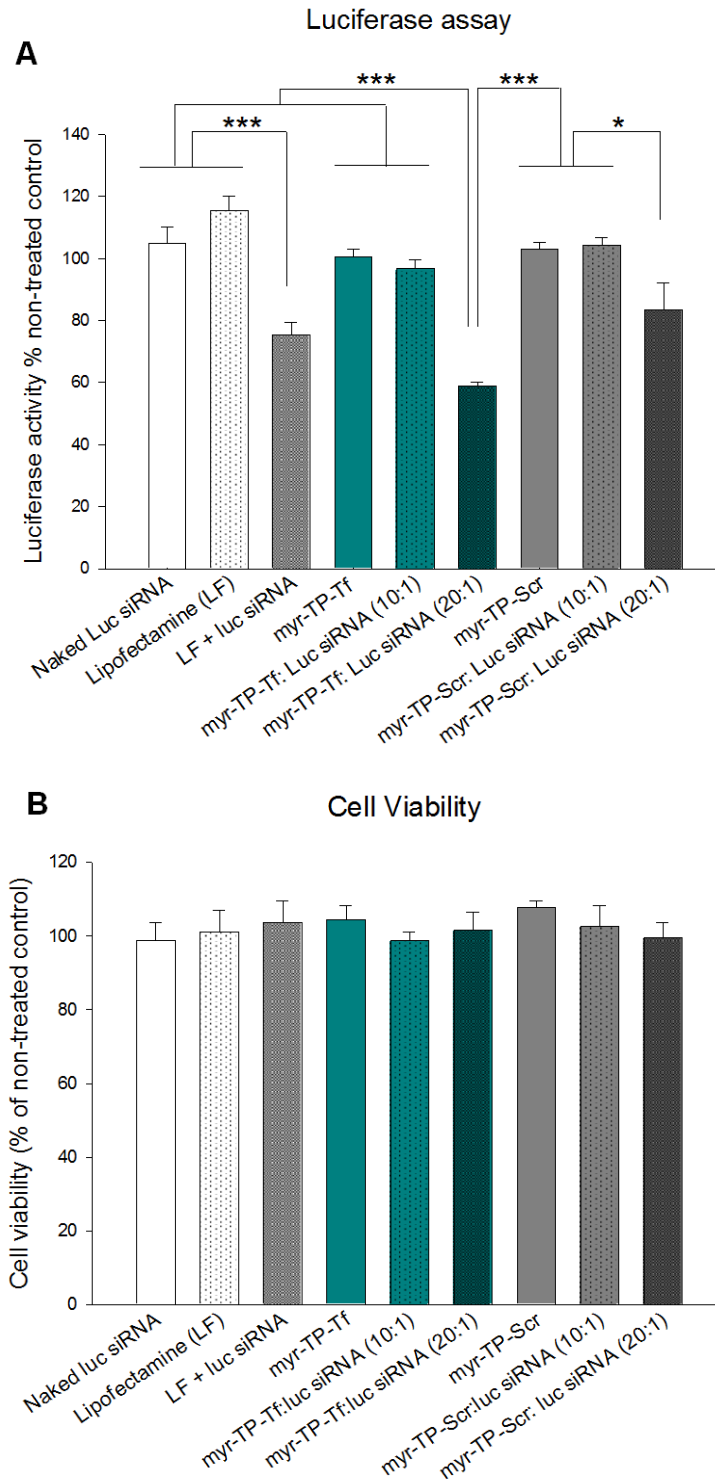 Luciferase assay
A
*** *** *** *
140
120
100
80
60
40
20
0
Luciferase activity % non-treated control
Naked Luc siRNA
Lipofectamine (LF)
LF + luc siRNA
myr-TP-Tf
myr-TP-Tf: Luc siRNA (10:1)
myr-TP-Tf: Luc siRNA (20:1)
myr-TP-Scr
myr-TP-Scr: Luc siRNA (10:1)
myr-TP-Scr: Luc siRNA (20:1)
B
Cell Viability
120
100
80
60
40
20
0
Cell viability (% of non-treated control)
Naked luc siRNA
Lipofectamine (LF)
LF + luc siRNA
myr-TP-Tf
myr-TP-Tf:luc siRNA (10:1)
myr-TP-Tf:luc siRNA (20:1)
myr-TP-Scr
myr-TP-Scr:luc siRNA (10:1)
myr-TP-Scr: luc siRNA (20:1)